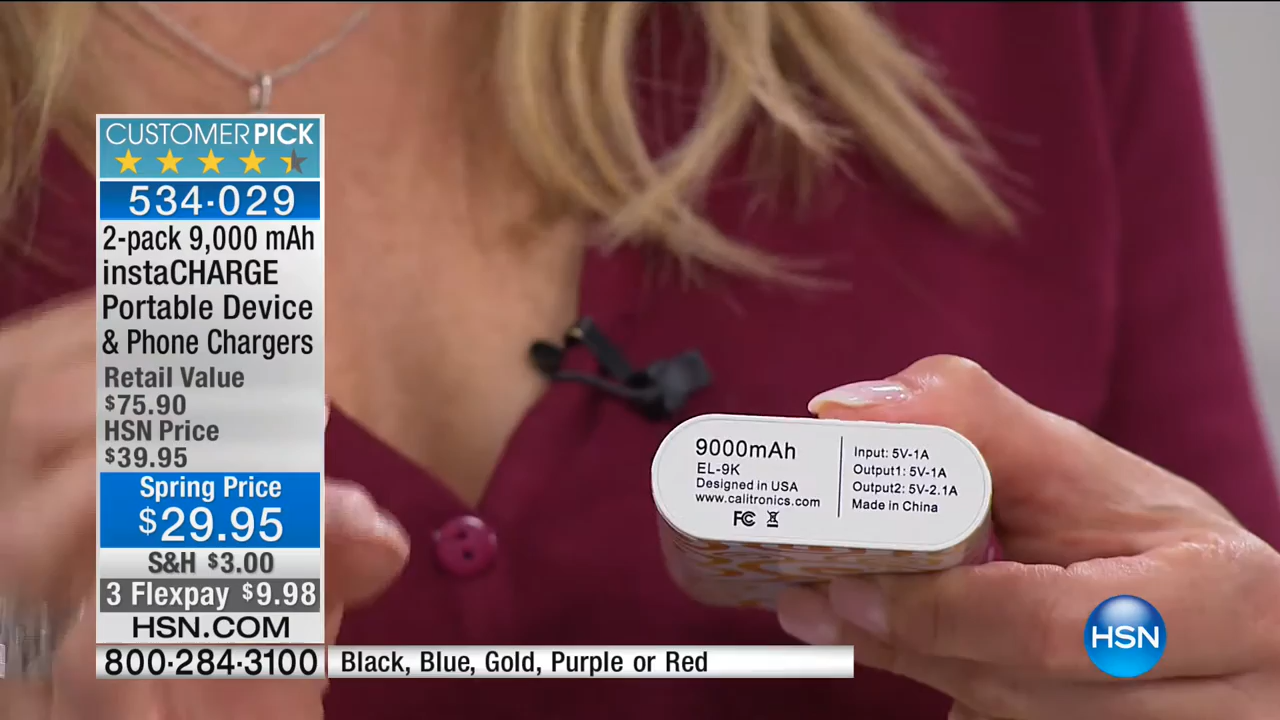 CUSTOMERPICK
534·029
2-pack 9,000 mAh
instaCHARGE
Portable Device
& Phone Chargers
Retail Value
$75.90
HSN Price
$39.95
Spring Price
$29.95
S&H $3.00
3 Flexpay $9.98
HSN.COM
800·284·3100
Black, Blue, Gold, Purple or Red
9000mAh
EL-9K
Designed in USA
www.calitronics.com
FC
Input: 5V-1A
Output1: 5V-1A
Output2: 5V-2.1A
Made in China
HSN